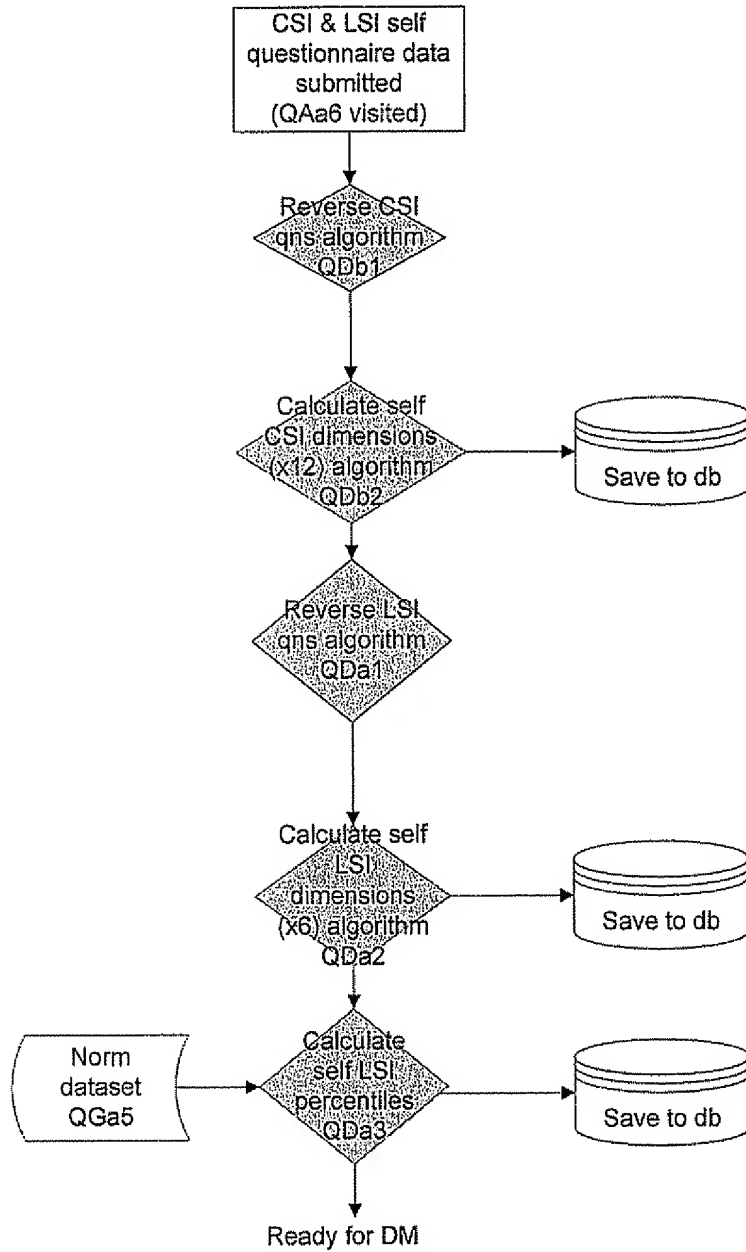 CSI & LSI self
questionnaire data
submitted
(QAa6 visited)
Reverse CSI
qns algorithm
QDb1
Calculate self
CSI dimensions
(x12) algorithm
QDb2
Save to db
Reverse LSI
qns algorithm
QDa1
Calculate self
LSI
dimensions
(x6) algorithm
QDa2
Save to db
Norm
dataset
QGa5
Calculate
self LSI
percentiles
QDa3
Save to db
Ready for DM